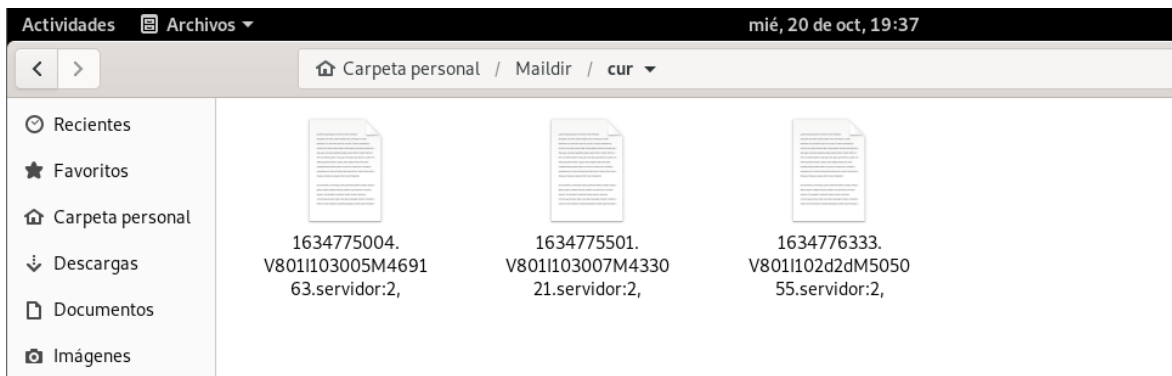 Actividades Archivos mié, 20 de oct, 19:37
Carpeta personal / Maildir / cur
Recientes
Favoritos
Carpeta personal
Descargas
Documentos
Imágenes
1634775004.
V801I103005M4691
63.servidor:2,
1634775501.
V801I103007M4330
21.servidor:2,
1634776333.
V801I102d2dM5050
55.servidor:2,